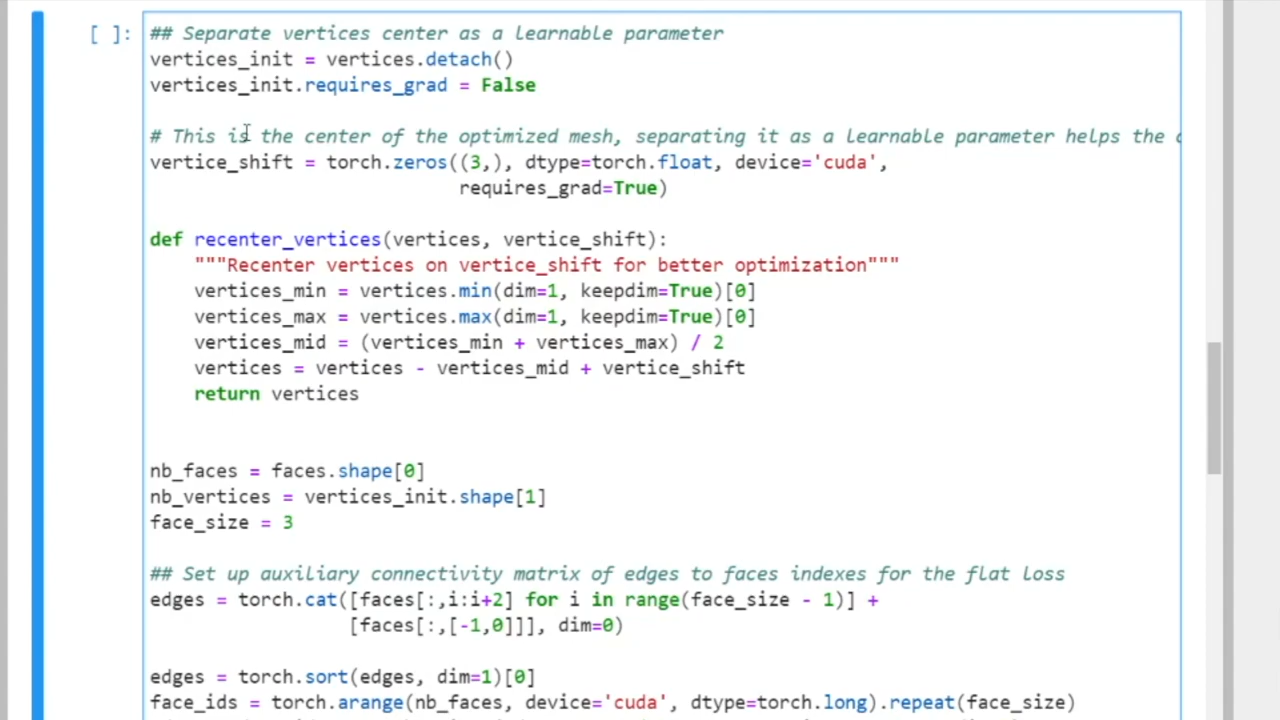 [ ]:
## Separate vertices center as a learnable parameter
vertices_init = vertices.detach()
vertices_init.requires_grad = False
# This is the center of the optimized mesh, separating it as a learnable parameter helps the
vertice_shift = torch.zeros((3,), dtype=torch.float, device='cuda',
requires_grad=True)
def recenter_vertices(vertices, vertice_shift):
"""Recenter vertices on vertice_shift for better optimization"""
vertices_min = vertices.min(dim=1, keepdim=True)[0]
vertices_max = vertices.max(dim=1, keepdim=True)[0]
vertices_mid = (vertices_min + vertices_max) / 2
vertices = vertices - vertices_mid + vertice_shift
return vertices
nb_faces = faces.shape[0]
nb_vertices = vertices_init.shape[1]
face_size = 3
## Set up auxiliary connectivity matrix of edges to faces indexes for the flat loss
edges = torch.cat([faces[:,i:i+2] for i in range(face_size - 1)] +
[faces[:,[-1,0]]], dim=0)
edges = torch.sort(edges, dim=1)[0]
face_ids = torch.arange(nb_faces, device='cuda', dtype=torch.long).repeat(face_size)